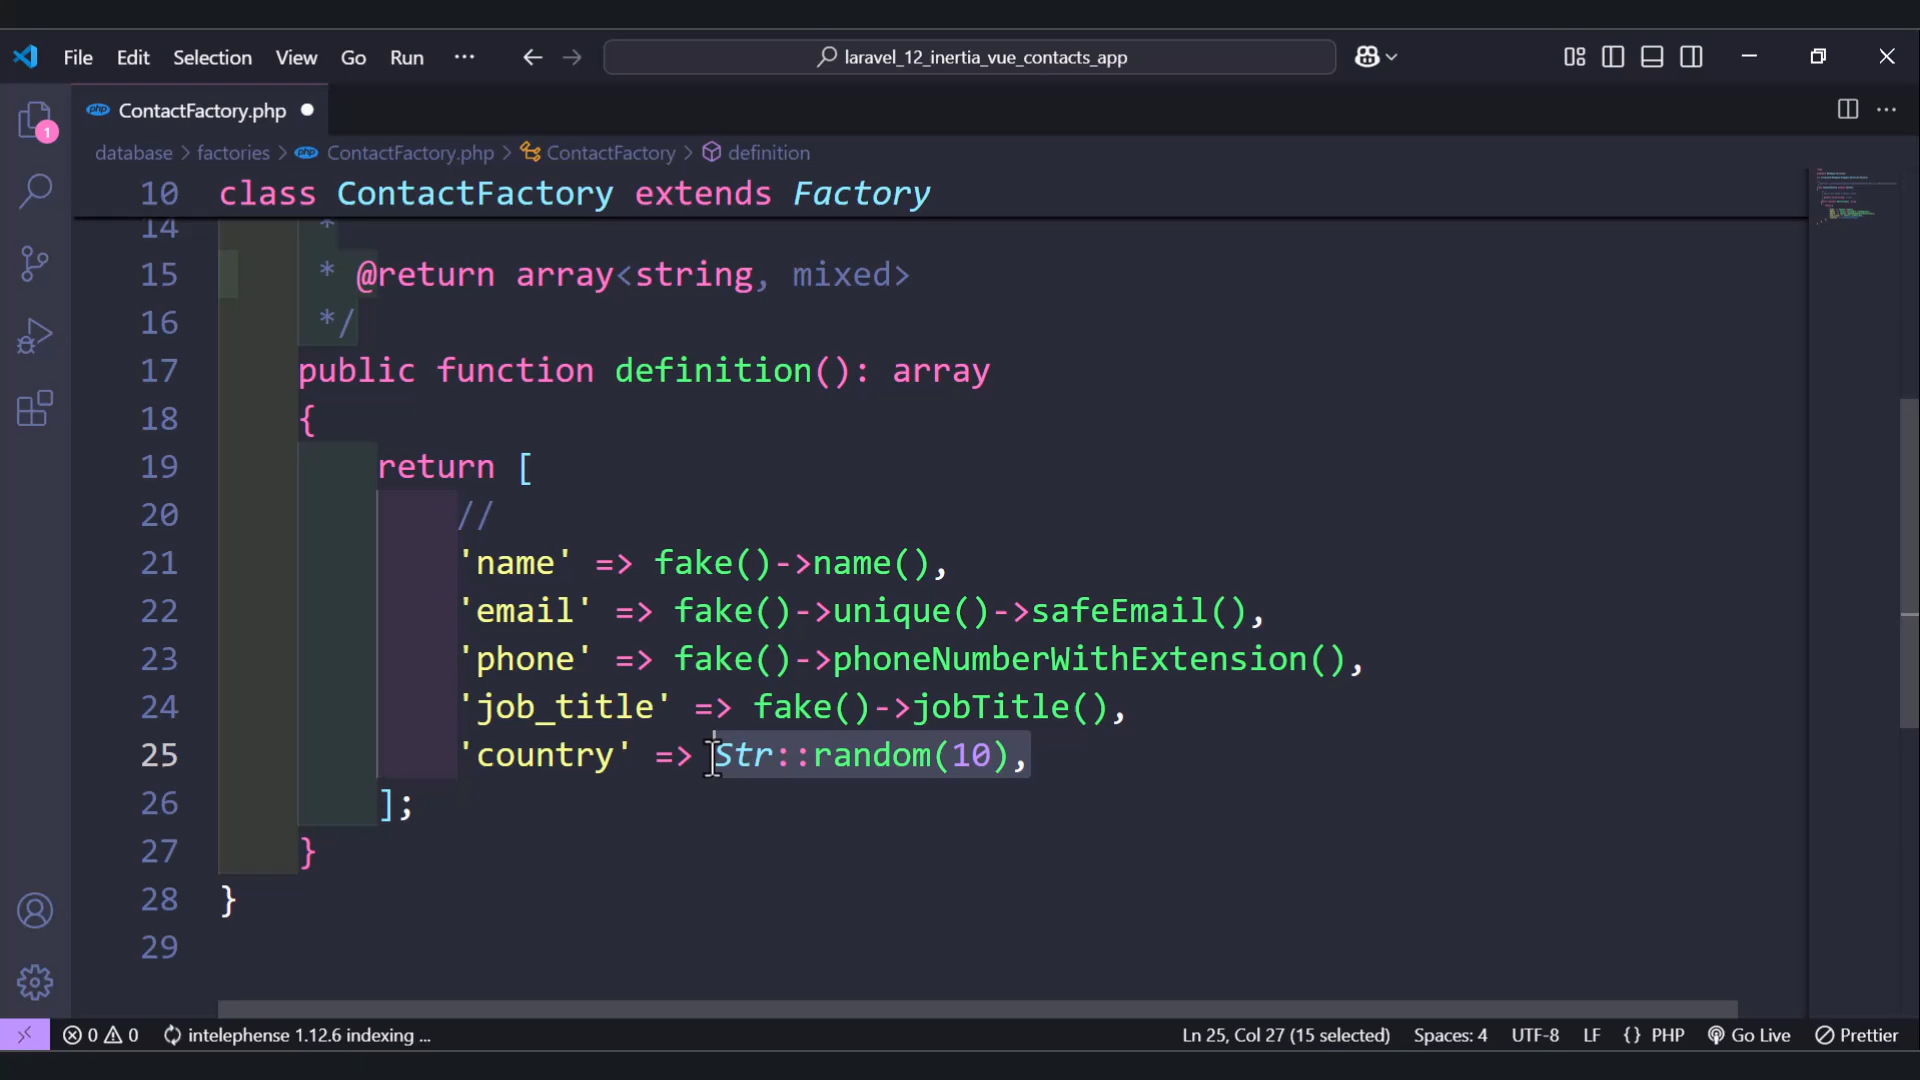 File Edit Selection View Go Run ··· laravel_12_inertia_vue_contacts_app
php ContactFactory.php
1
database > factories > php ContactFactory.php > ContactFactory > definition
10 class ContactFactory extends Factory
14 *
15 * @return array<string, mixed>
16 */
17 public function definition(): array
18 {
19 return [
20 //
21 'name' => fake()->name(),
22 'email' => fake()->unique()->safeEmail(),
23 'phone' => fake()->phoneNumberWithExtension(),
24 'job_title' => fake()->jobTitle(),
25 'country' => Str::random(10),
26 ];
27 }
28 }
29
0 0 intelephense 1.12.6 indexing ... Ln 25, Col 27 (15 selected) Spaces: 4 UTF-8 LF {} PHP Go Live Prettier